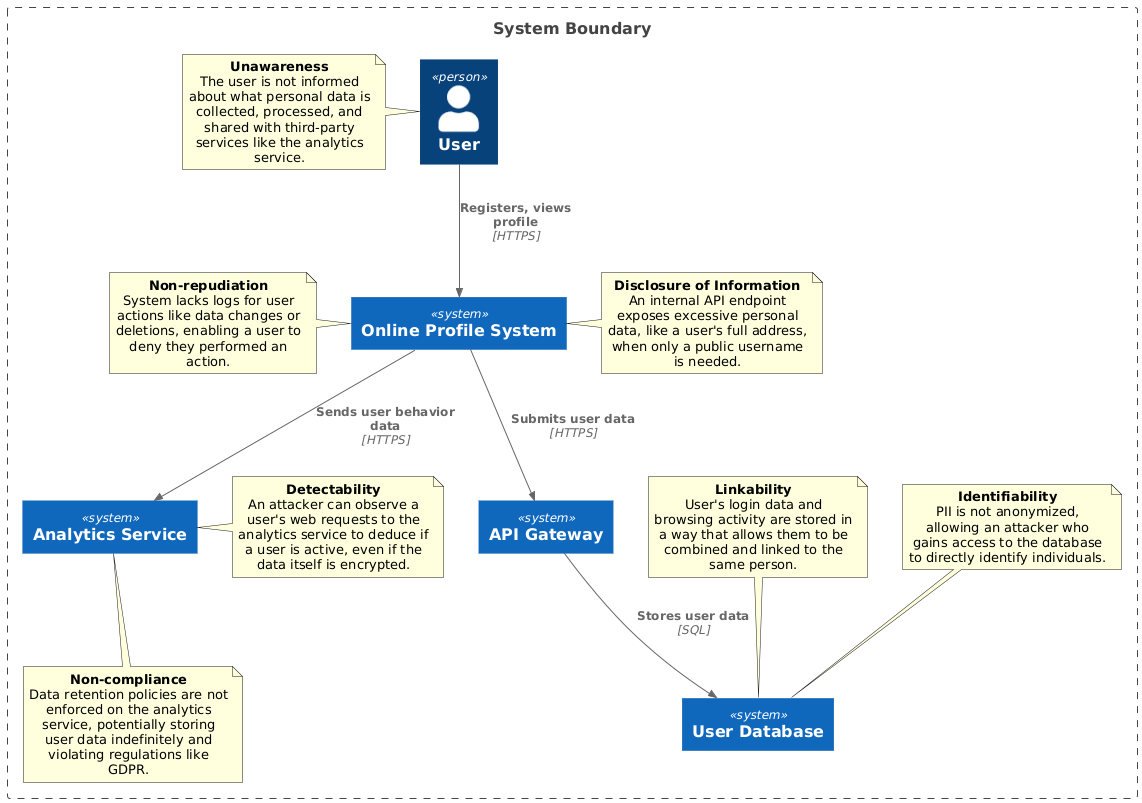 System Boundary
Unawareness
The user is not informed
about what personal data is
collected, processed, and
shared with third-party
services like the analytics
service.
«person»
User
Registers, views
profile
[HTTPS]
Non-repudiation
System lacks logs for user
actions like data changes or
deletions, enabling a user to
deny they performed an
action.
«system»
Online Profile System
Disclosure of Information
An internal API endpoint
exposes excessive personal
data, like a user's full address,
when only a public username
is needed.
Sends user behavior
data
[HTTPS]
Submits user data
[HTTPS]
«system»
Analytics Service
Detectability
An attacker can observe a
user's web requests to the
analytics service to deduce if
a user is active, even if the
data itself is encrypted.
«system»
API Gateway
Linkability
User's login data and
browsing activity are stored in
a way that allows them to be
combined and linked to the
same person.
Identifiability
PII is not anonymized,
allowing an attacker who
gains access to the database
to directly identify individuals.
Stores user data
[SQL]
Non-compliance
Data retention policies are not
enforced on the analytics
service, potentially storing
user data indefinitely and
violating regulations like
GDPR.
«system»
User Database